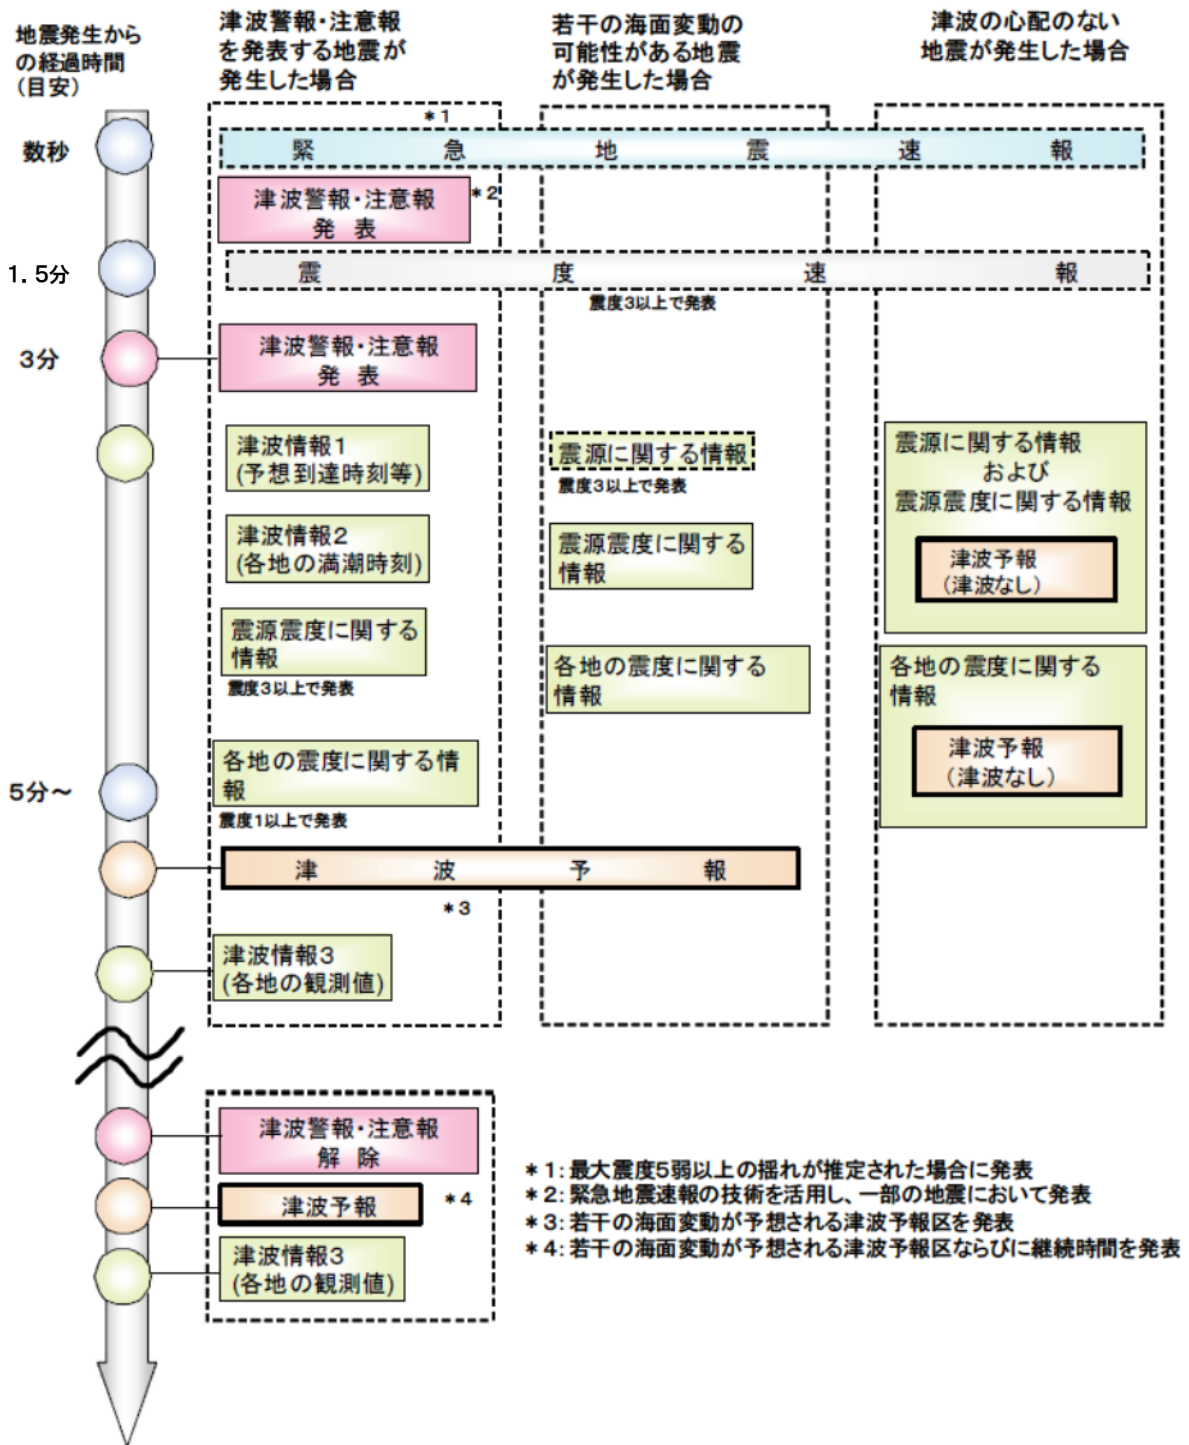 地震発生から
の経過時間
(目安)
津波警報・注意報
を発表する地震が
発生した場合
若干の海面変動の
可能性がある地震
が発生した場合
津波の心配のない
地震が発生した場合
*1
数秒
緊急地震速報
津波警報・注意報
発 表
*2
1.5分
震度速報
震度3以上で発表
3分
津波警報・注意報
発 表
津波情報1
(予想到達時刻等)
津波情報2
(各地の満潮時刻)
震源震度に関する
情報
震度3以上で発表
震源に関する情報
震度3以上で発表
震源震度に関する
情報
各地の震度に関する
情報
震源に関する情報
および
震源震度に関する情報
津波予報
(津波なし)
各地の震度に関する
情報
津波予報
(津波なし)
5分～
各地の震度に関する情
報
震度1以上で発表
津波予報
*3
津波情報3
(各地の観測値)
津波警報・注意報
解 除
津波予報
*4
津波情報3
(各地の観測値)
*1:最大震度5弱以上の揺れが推定された場合に発表
*2:緊急地震速報の技術を活用し、一部の地震において発表
*3:若干の海面変動が予想される津波予報区を発表
*4:若干の海面変動が予想される津波予報区ならびに継続時間を発表